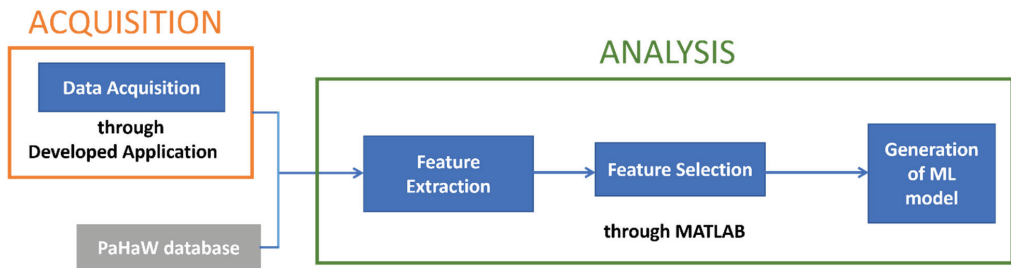 ACQUISITION
Data Acquisition
through
Developed Application
PaHaW database
ANALYSIS
Feature
Extraction
Feature Selection
Generation
of ML
model
through MATLAB